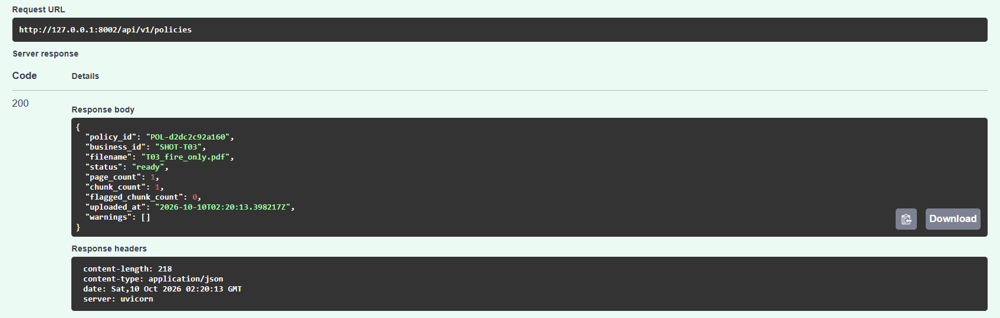 Request URL
http://127.0.0.1:8002/api/v1/policies
Server response
Code Details
200
Response body
{
  "policy_id": "POL-d2dc2c92a160",
  "business_id": "SHOT-T03",
  "filename": "T03_fire_only.pdf",
  "status": "ready",
  "page_count": 1,
  "chunk_count": 1,
  "flagged_chunk_count": 0,
  "uploaded_at": "2026-10-10T02:20:13.398217Z",
  "warnings": []
}
Download
Response headers
content-length: 218
content-type: application/json
date: Sat,10 Oct 2026 02:20:13 GMT
server: uvicorn